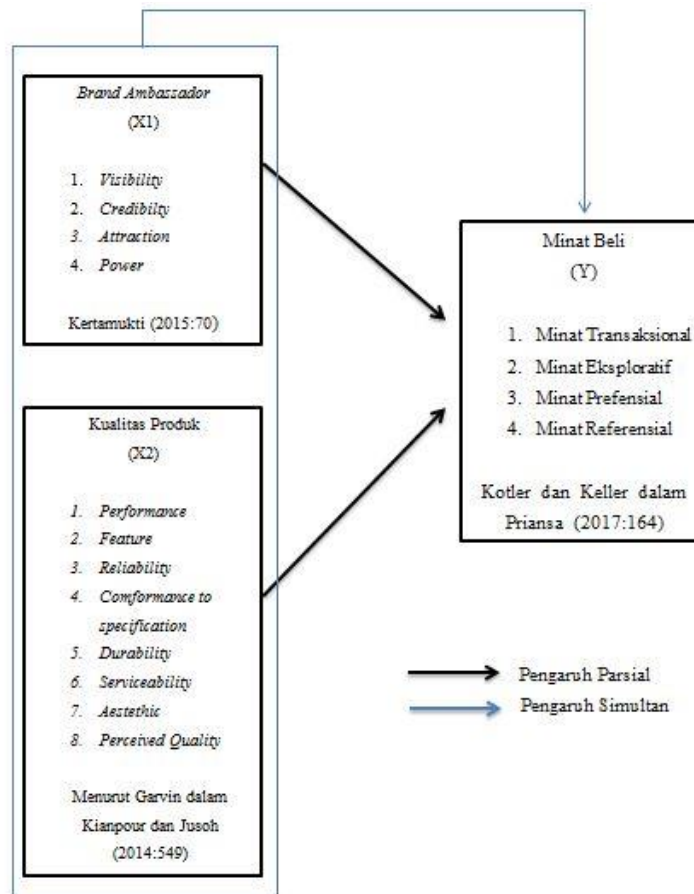 Brand Ambassador
(X1)
1. Visibility
2. Credibilty
3. Attraction
4. Power
Kertamukti (2015:70)
Kualitas Produk
(X2)
1. Performance
2. Feature
3. Reliability
4. Comformance to
specification
5. Durability
6. Serviceability
7. Aestethic
8. Perceived Quality
Menurut Garvin dalam
Kianpour dan Jusoh
(2014:549)
Minat Beli
(Y)
1. Minat Transaksional
2. Minat Eksploratif
3. Minat Prefensial
4. Minat Referensial
Kotler dan Keller dalam
Priansa (2017:164)
Pengaruh Parsial
Pengaruh Simultan